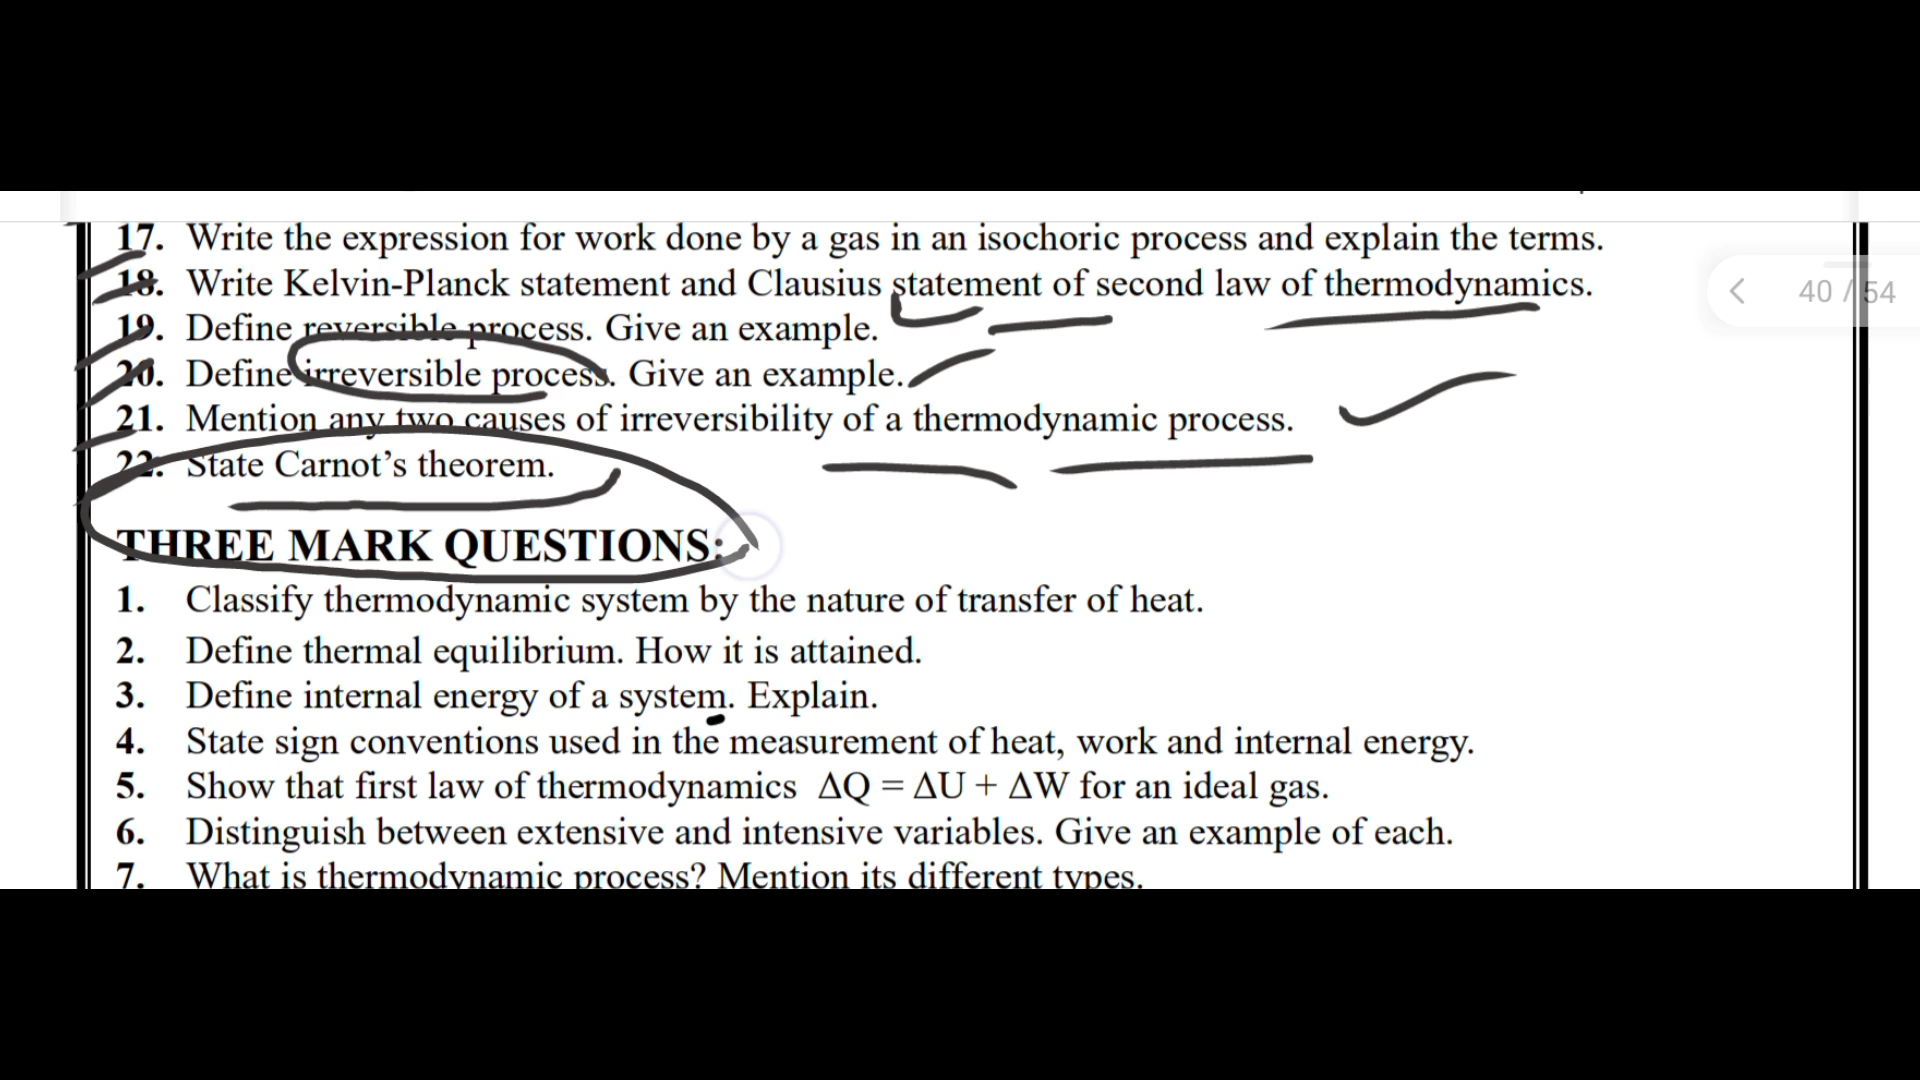 17. Write the expression for work done by a gas in an isochoric process and explain the terms.
18. Write Kelvin-Planck statement and Clausius statement of second law of thermodynamics.
19. Define reversible process. Give an example.
20. Define irreversible process. Give an example.
21. Mention any two causes of irreversibility of a thermodynamic process.
22. State Carnot’s theorem.
THREE MARK QUESTIONS:
1. Classify thermodynamic system by the nature of transfer of heat.
2. Define thermal equilibrium. How it is attained.
3. Define internal energy of a system. Explain.
4. State sign conventions used in the measurement of heat, work and internal energy.
5. Show that first law of thermodynamics ΔQ = ΔU + ΔW for an ideal gas.
6. Distinguish between extensive and intensive variables. Give an example of each.
7. What is thermodynamic process? Mention its different types.
40 / 54